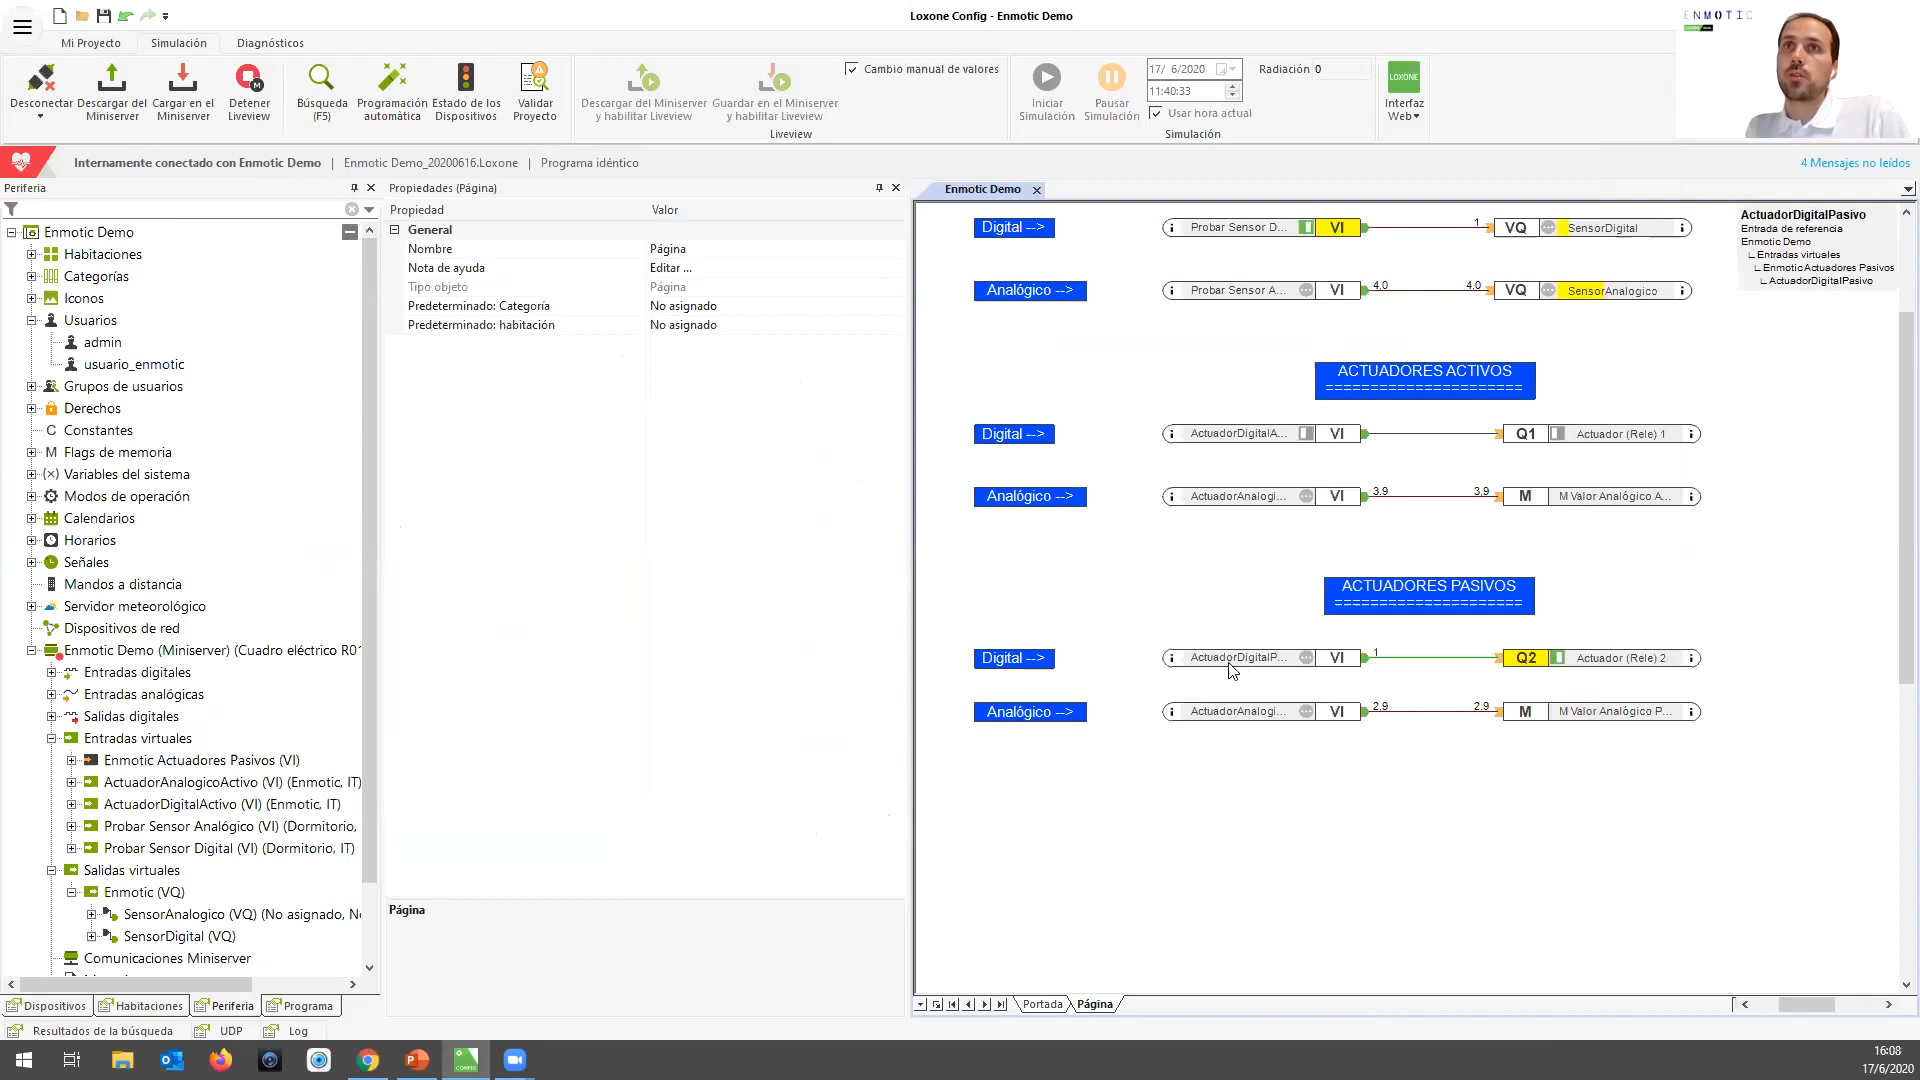 Loxone Config - Enmotic Demo
ENMOTIC
Mi Proyecto
Simulación
Diagnósticos
Desconectar
Descargar del Miniserver
Cargar en el Miniserver
Detener Liveview
Búsqueda (F5)
Programación automàtica
Estado de los Dispositivos
Validar Proyecto
Descargar del Miniserver y habilitar Liveview
Guardar en el Miniserver y habilitar Liveview
Liveview
Cambio manual de valores
Iniciar Simulación
Pausar Simulación
17/ 6/2020
11:40:33
Usar hora actual
Radiación 0
Simulación
LOXONE
Interfaz Web
Internamente conectado con Enmotic Demo | Enmotic Demo_20200616.Loxone | Programa idéntico
4 Mensajes no leídos
Periferia
Enmotic Demo
Habitaciones
Categorías
Iconos
Usuarios
admin
usuario_enmotic
Grupos de usuarios
Derechos
C Constantes
M Flags de memoria
(x) Variables del sistema
Modos de operación
Calendarios
Horarios
Señales
Mandos a distancia
Servidor meteorológico
Dispositivos de red
Enmotic Demo (Miniserver) (Cuadro eléctrico R01
Entradas digitales
Entradas analógicas
Salidas digitales
Entradas virtuales
Enmotic Actuadores Pasivos (VI)
ActuadorAnalogicoActivo (VI) (Enmotic, IT)
ActuadorDigitalActivo (VI) (Enmotic, IT)
Probar Sensor Analógico (VI) (Dormitorio,
Probar Sensor Digital (VI) (Dormitorio, IT)
Salidas virtuales
Enmotic (VQ)
SensorAnalogico (VQ) (No asignado, N
SensorDigital (VQ)
Comunicaciones Miniserver
Dispositivos
Habitaciones
Periferia
Programa
Resultados de la búsqueda
UDP
Log
Propiedades (Página)
Propiedad Valor
General
Nombre Página
Nota de ayuda Editar ...
Tipo objeto Página
Predeterminado: Categoría No asignado
Predeterminado: habitación No asignado
Página
Enmotic Demo
Digital --> Probar Sensor D... VI 1 VQ SensorDigital
Analógico --> Probar Sensor A... VI 4,0 4,0 VQ SensorAnalogico
ACTUADORES ACTIVOS
======================
Digital --> ActuadorDigitalA... VI Q1 Actuador (Rele) 1
Analógico --> ActuadorAnalogi... VI 3,9 3,9 M M Valor Analógico A...
ACTUADORES PASIVOS
=====================
Digital --> ActuadorDigitalP... VI 1 Q2 Actuador (Rele) 2
Analógico --> ActuadorAnalogi... VI 2,9 2,9 M M Valor Analógico P...
ActuadorDigitalPasivo
Entrada de referencia
Enmotic Demo
Entradas virtuales
Enmotic Actuadores Pasivos
ActuadorDigitalPasivo
Portada
Página
CONFIG
16:08
17/6/2020